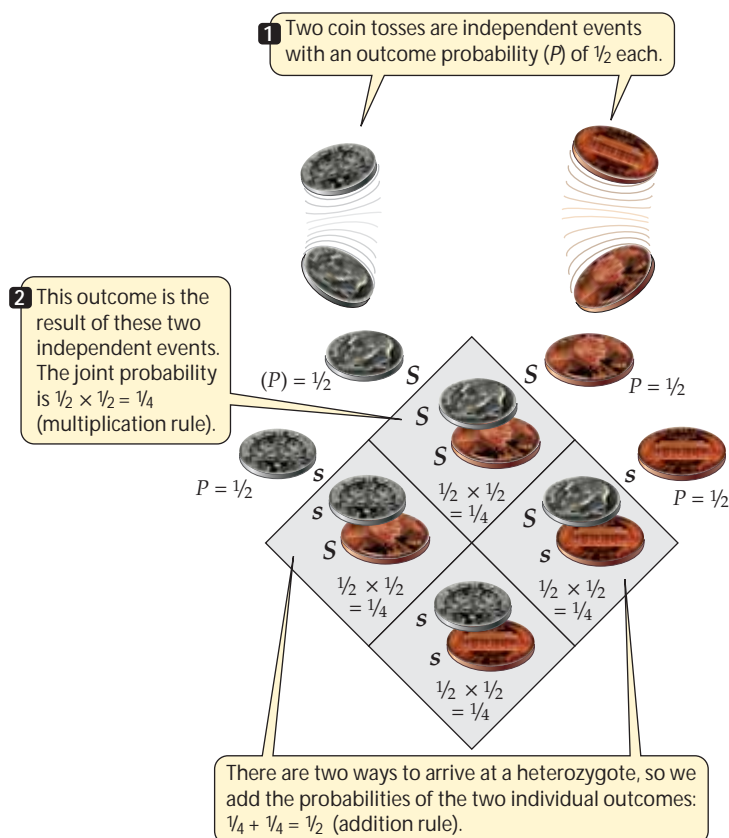 1 Two coin tosses are independent events
with an outcome probability (P) of 1/2 each.
2 This outcome is the
result of these two
independent events.
The joint probability
is 1/2 × 1/2 = 1/4
(multiplication rule).
(P) = 1/2
S
S
P = 1/2
S
S
P = 1/2
s
s
P = 1/2
1/2 × 1/2
= 1/4
s
S
S
s
1/2 × 1/2
= 1/4
1/2 × 1/2
= 1/4
s
s
1/2 × 1/2
= 1/4
There are two ways to arrive at a heterozygote, so we
add the probabilities of the two individual outcomes:
1/4 + 1/4 = 1/2 (addition rule).